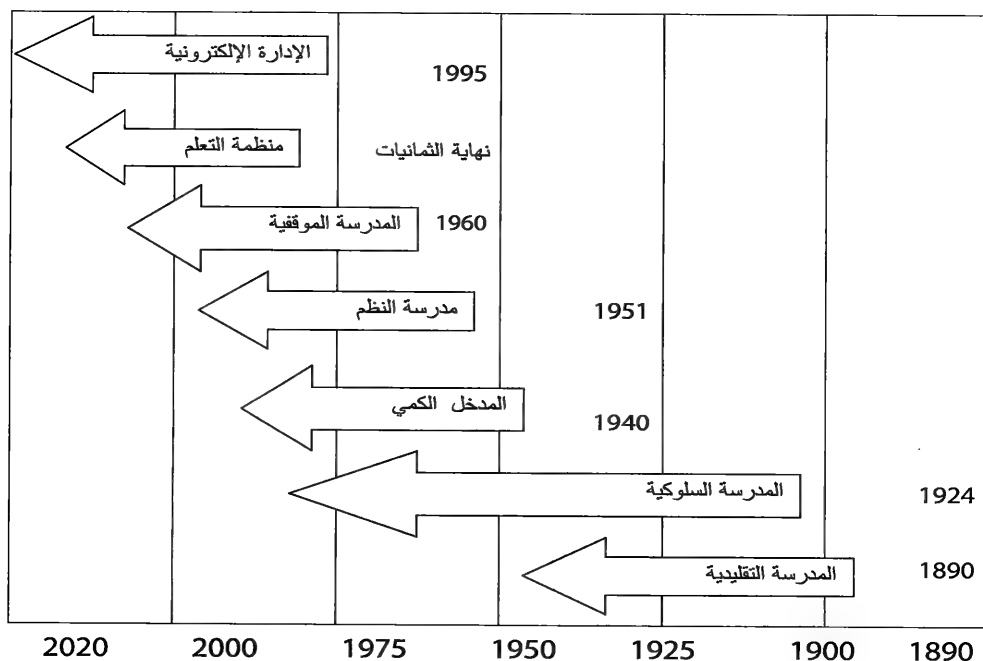 الإدارة الإلكترونية
1995
منظمة التعلم
نهاية الثمانيات
المدرسة الموقفية
1960
مدرسة النظم
1951
المدخل الكمي
1940
المدرسة السلوكية
1924
المدرسة التقليدية
1890
2020 2000 1975 1950 1925 1900 1890